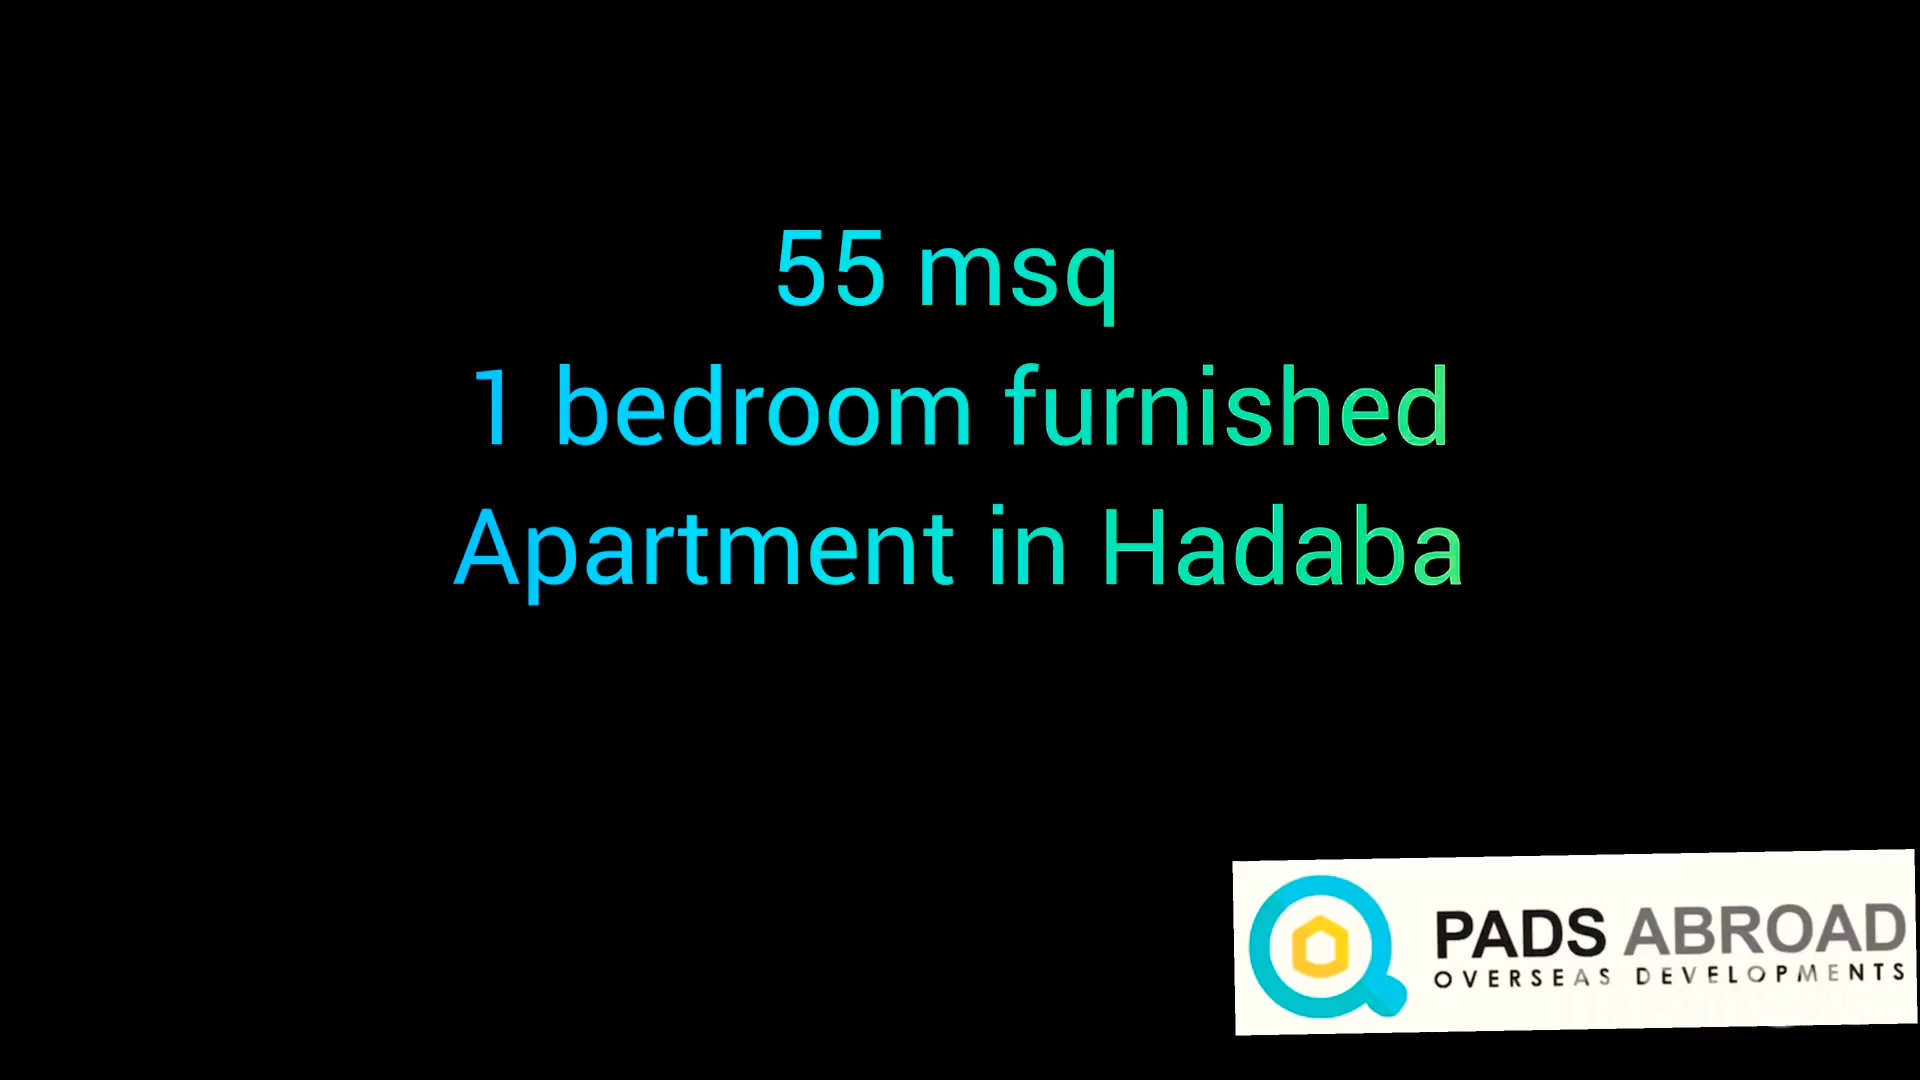 55 msq
1 bedroom furnished
Apartment in Hadaba
PADS ABROAD
OVERSEAS DEVELOPMENTS